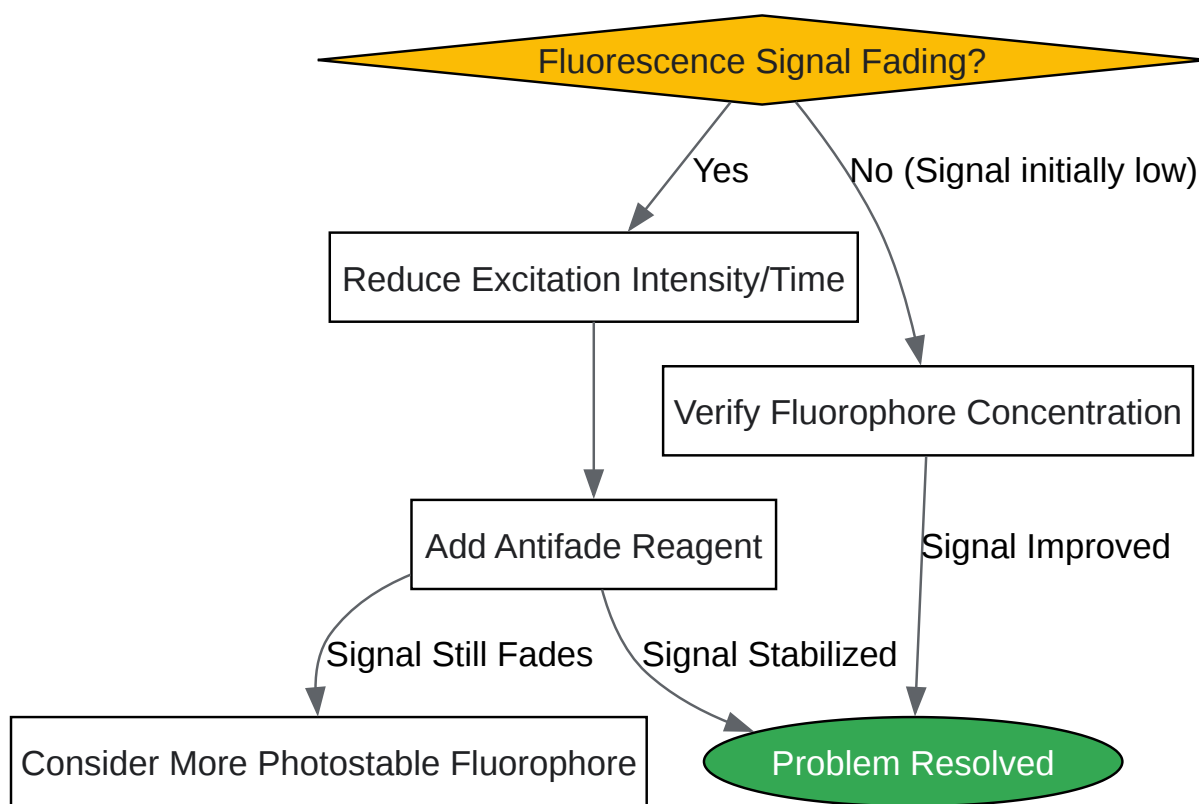 Fluorescence Signal Fading?
Yes
No (Signal initially low)
Reduce Excitation Intensity/Time
Verify Fluorophore Concentration
Add Antifade Reagent
Signal Improved
Signal Still Fades
Signal Stabilized
Consider More Photostable Fluorophore
Problem Resolved